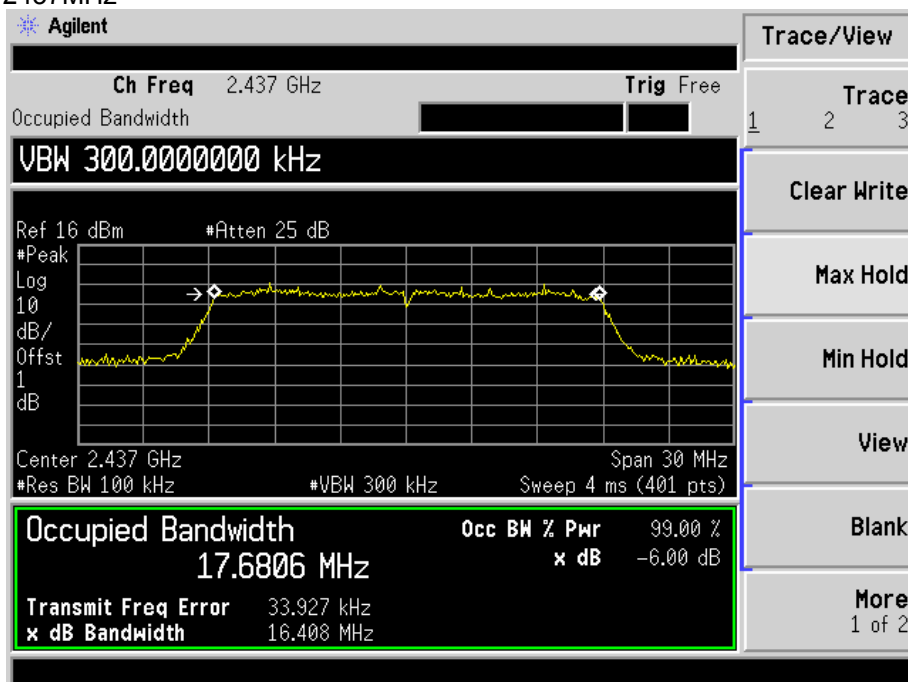 2437MHz
Agilent
Ch Freq 2.437 GHz Trig Free
Occupied Bandwidth
VBW 300.0000000 kHz
Ref 16 dBm #Atten 25 dB
#Peak
Log
10
dB/
Offst
1
dB
Center 2.437 GHz Span 30 MHz
#Res BW 100 kHz #VBW 300 kHz Sweep 4 ms (401 pts)
Occupied Bandwidth Occ BW % Pwr 99.00 %
17.6806 MHz x dB -6.00 dB
Transmit Freq Error 33.927 kHz
x dB Bandwidth 16.408 MHz
Trace/View
Trace
1 2 3
Clear Write
Max Hold
Min Hold
View
Blank
More
1 of 2